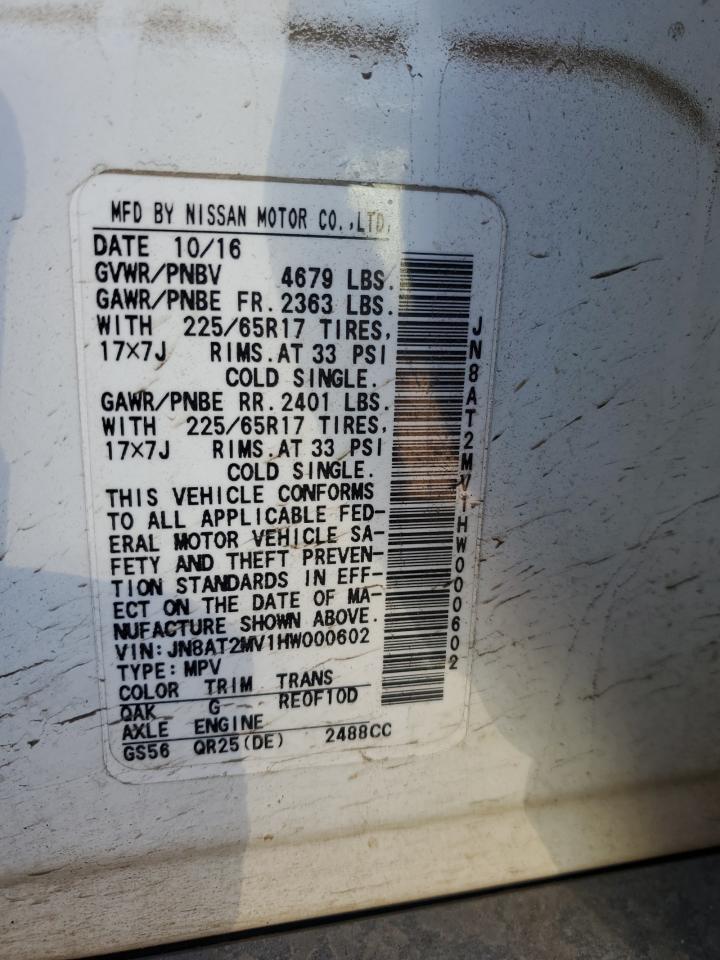 MFD BY NISSAN MOTOR CO.,LTD.
DATE 10/16
GVWR/PNBV 4679 LBS.
GAWR/PNBE FR. 2363 LBS.
WITH 225/65R17 TIRES,
17×7J RIMS. AT 33 PSI
COLD SINGLE.
GAWR/PNBE RR. 2401 LBS.
WITH 225/65R17 TIRES,
17×7J RIMS. AT 33 PSI
COLD SINGLE.
THIS VEHICLE CONFORMS
TO ALL APPLICABLE FED-
ERAL MOTOR VEHICLE SA-
FETY AND THEFT PREVEN-
TION STANDARDS IN EFF-
ECT ON THE DATE OF MA-
NUFACTURE SHOWN ABOVE.
VIN: JN8AT2MV1HW000602
TYPE: MPV
COLOR TRIM TRANS
QAK G RE0F10D
AXLE ENGINE
GS56 QR25(DE) 2488CC
JN8AT2MV1HW000602